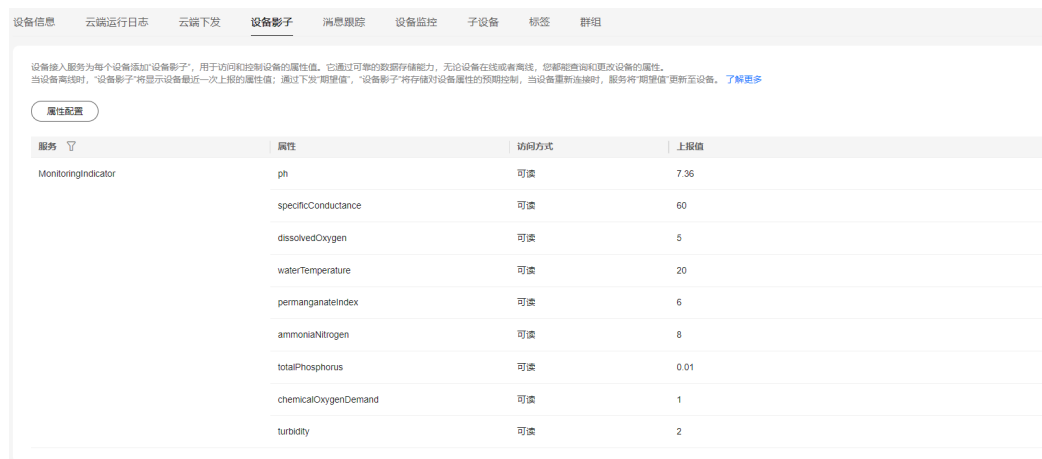 设备信息 云端运行日志 云端下发 设备影子 消息跟踪 设备监控 子设备 标签 群组
设备接入服务为每个设备添加“设备影子”，用于访问和控制设备的属性值。它通过可靠的数据存储能力，无论设备在线或者离线，您都能查询和更改设备的属性。
当设备离线时，“设备影子”将显示设备最近一次上报的属性值；通过下发“期望值”，“设备影子”将存储对设备属性的预期控制，当设备重新连接时，服务将“期望值”更新至设备。 了解更多
属性配置
服务 属性 访问方式 上报值
MonitoringIndicator ph 可读 7.36
specificConductance 可读 60
dissolvedOxygen 可读 5
waterTemperature 可读 20
permanganateIndex 可读 6
ammoniaNitrogen 可读 8
totalPhosphorus 可读 0.01
chemicalOxygenDemand 可读 1
turbidity 可读 2